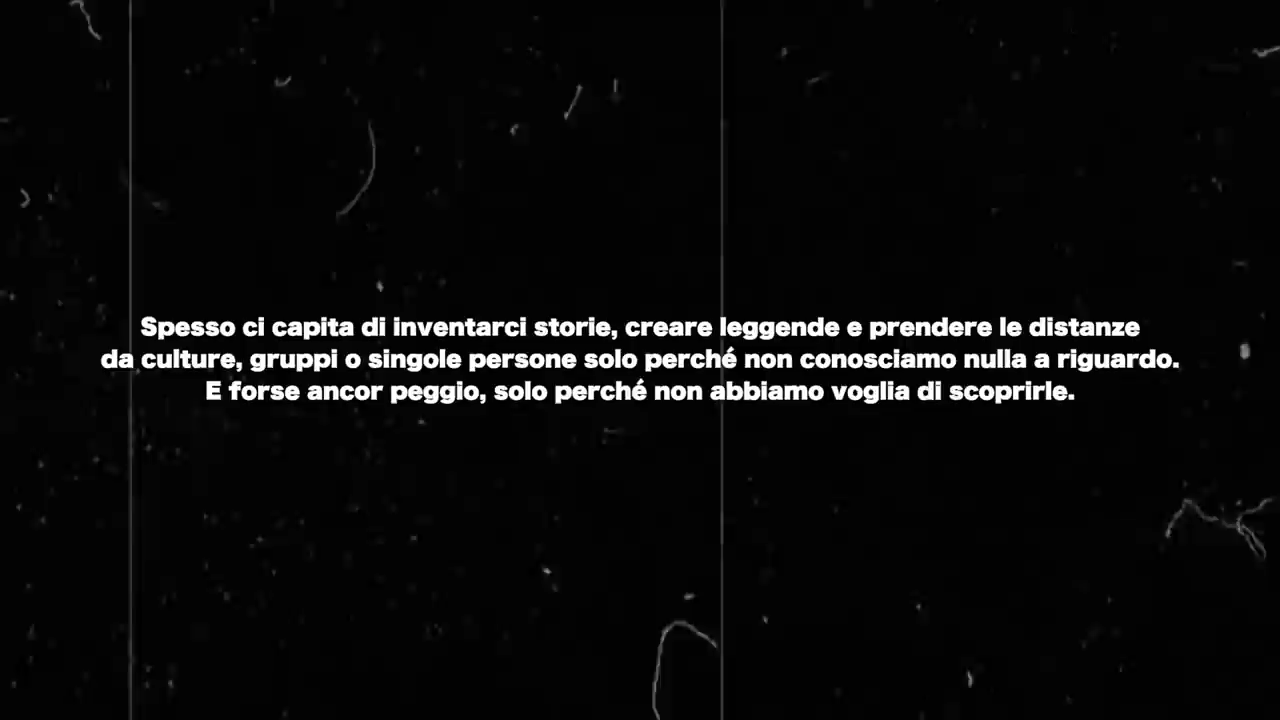 Spesso ci capita di inventarci storie, creare leggende e prendere le distanze
da culture, gruppi o singole persone solo perché non conosciamo nulla a riguardo.
E forse ancor peggio, solo perché non abbiamo voglia di scoprirle.